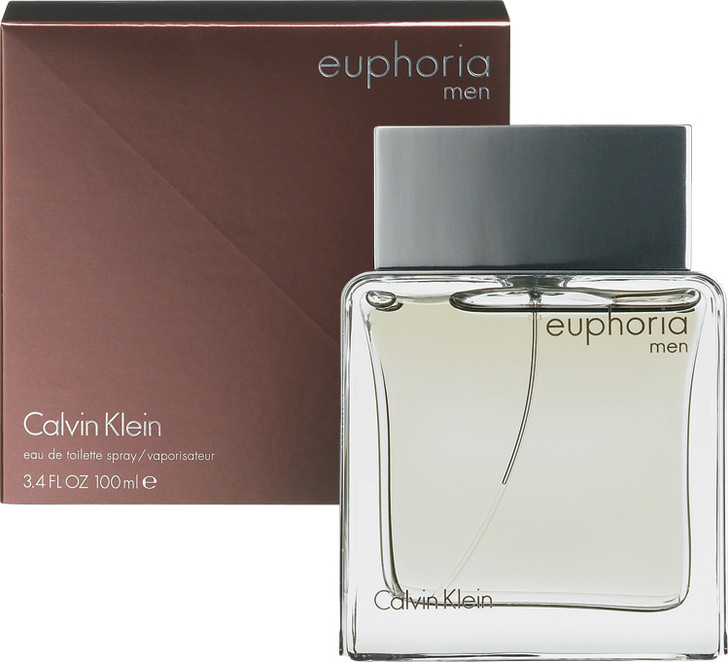 euphoria
men
Calvin Klein
eau de toilette spray/vaporisateur
3.4 FL OZ 100 ml e
euphoria
men
Calvin Klein